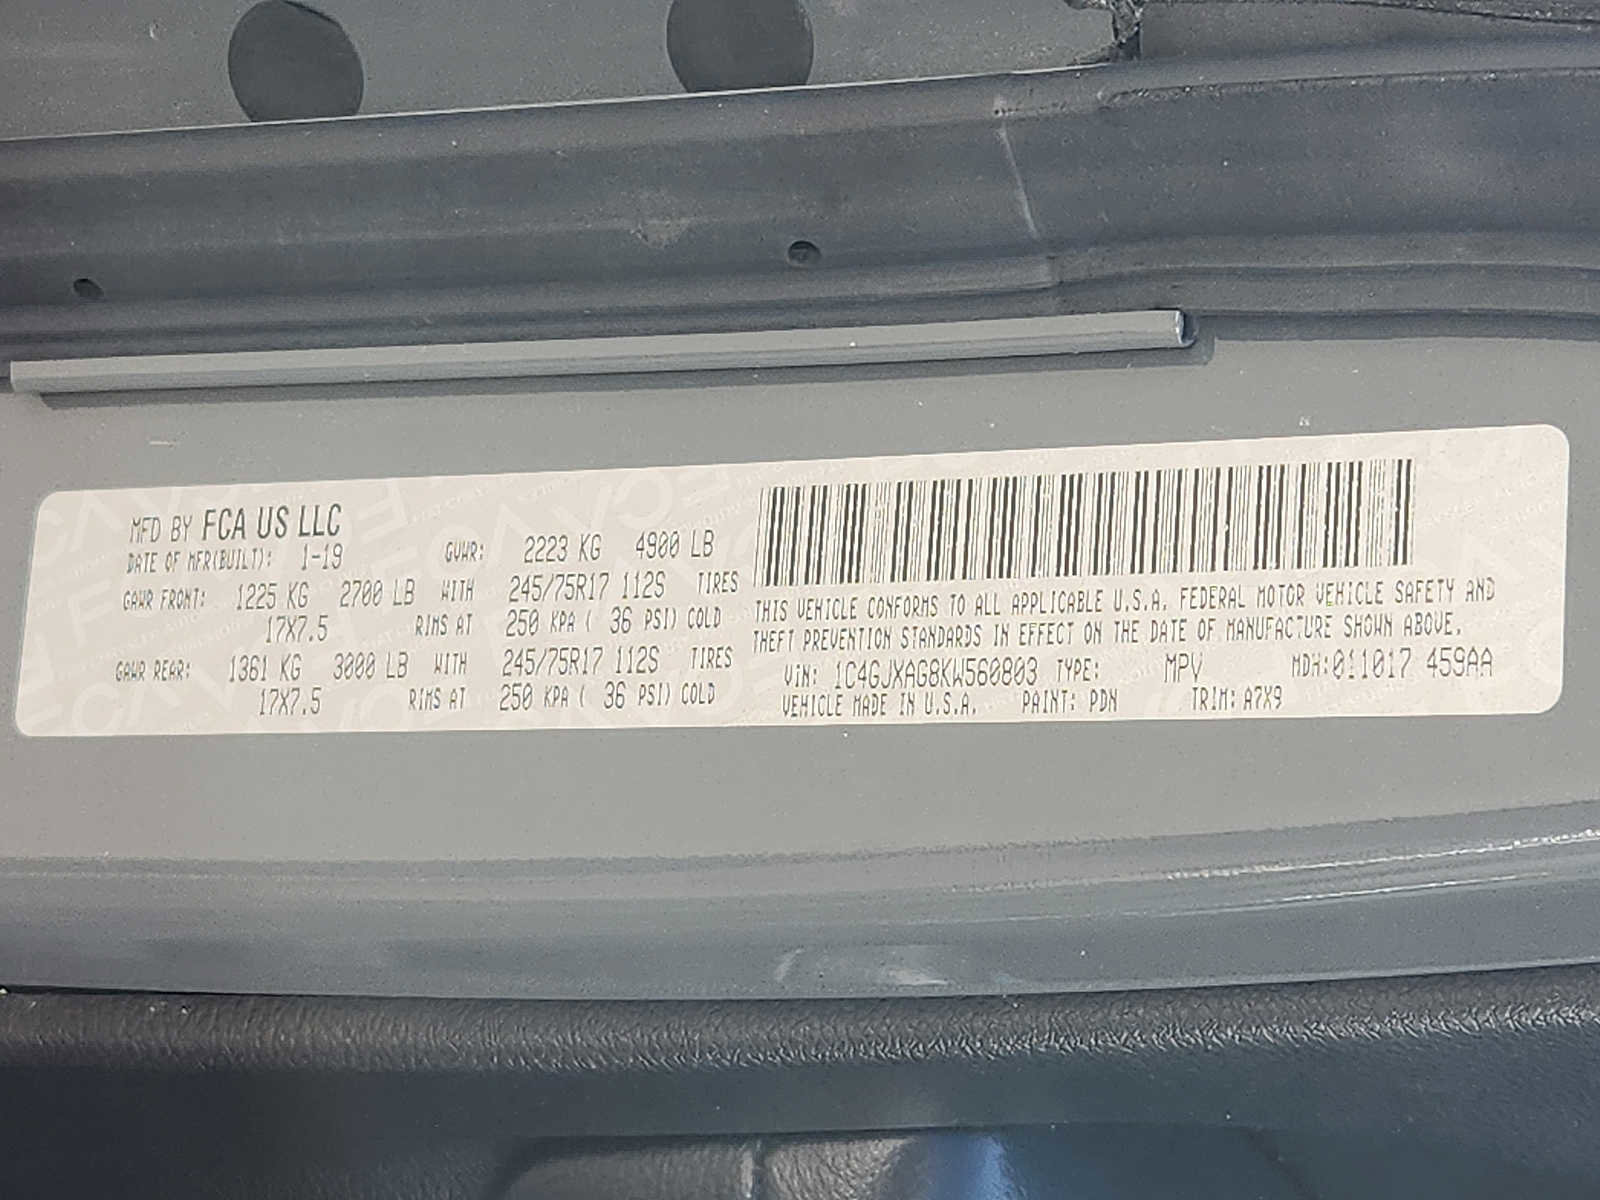 MFD BY FCA US LLC
DATE OF MFR(BUILT): 1-19 GVWR: 2223 KG 4900 LB
GAWR FRONT: 1225 KG 2700 LB WITH 245/75R17 112S TIRES
17X7.5 RIMS AT 250 KPA ( 36 PSI) COLD
GAWR REAR: 1361 KG 3000 LB WITH 245/75R17 112S TIRES
17X7.5 RIMS AT 250 KPA ( 36 PSI) COLD
THIS VEHICLE CONFORMS TO ALL APPLICABLE U.S.A. FEDERAL MOTOR VEHICLE SAFETY AND
THEFT PREVENTION STANDARDS IN EFFECT ON THE DATE OF MANUFACTURE SHOWN ABOVE.
VIN: 1C4GJXAG8KW560803 TYPE: MPV MDH:011017 459AA
VEHICLE MADE IN U.S.A. PAINT: PDN TRIM: A7X9